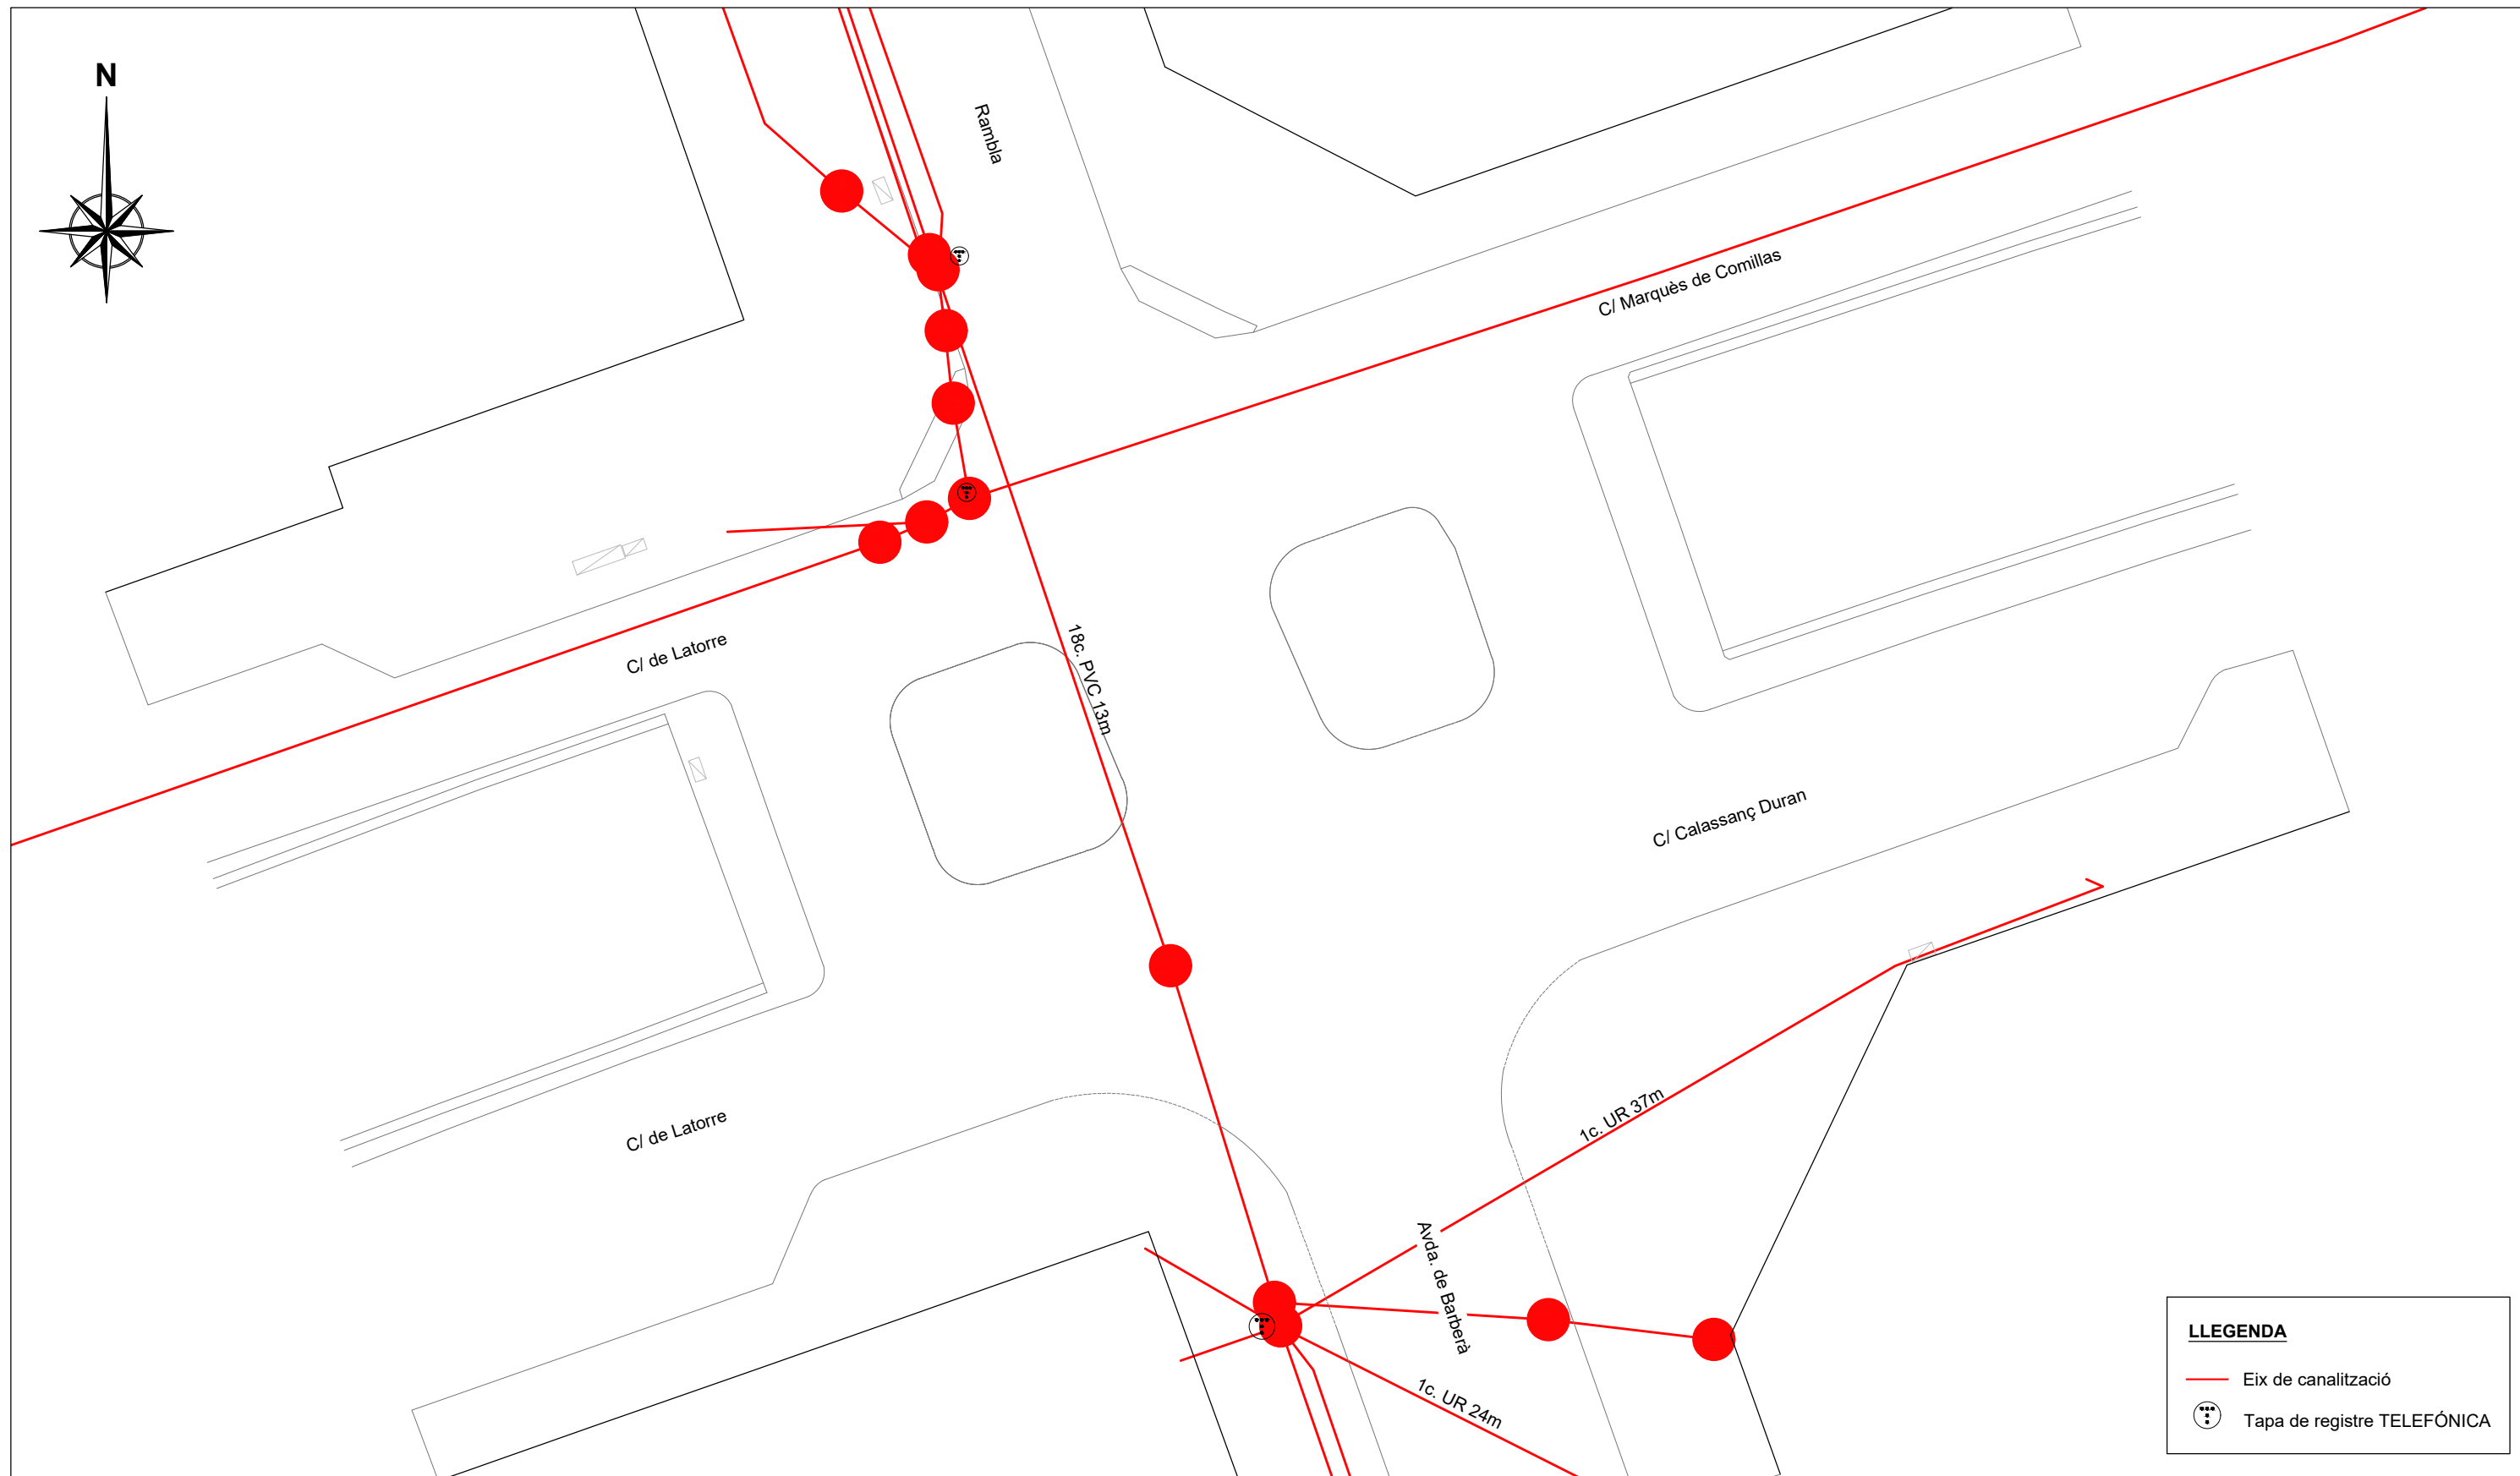 N
Rambla
C/ Marquès de Comillas
C/ de Latorre
18c. PVC 13m
C/ Calassanç Duran
C/ de Latorre
1c. UR 37m
Avda. de Barberà
1c. UR 24m
LLEGENDA
Eix de canalització
Tapa de registre TELEFÓNICA